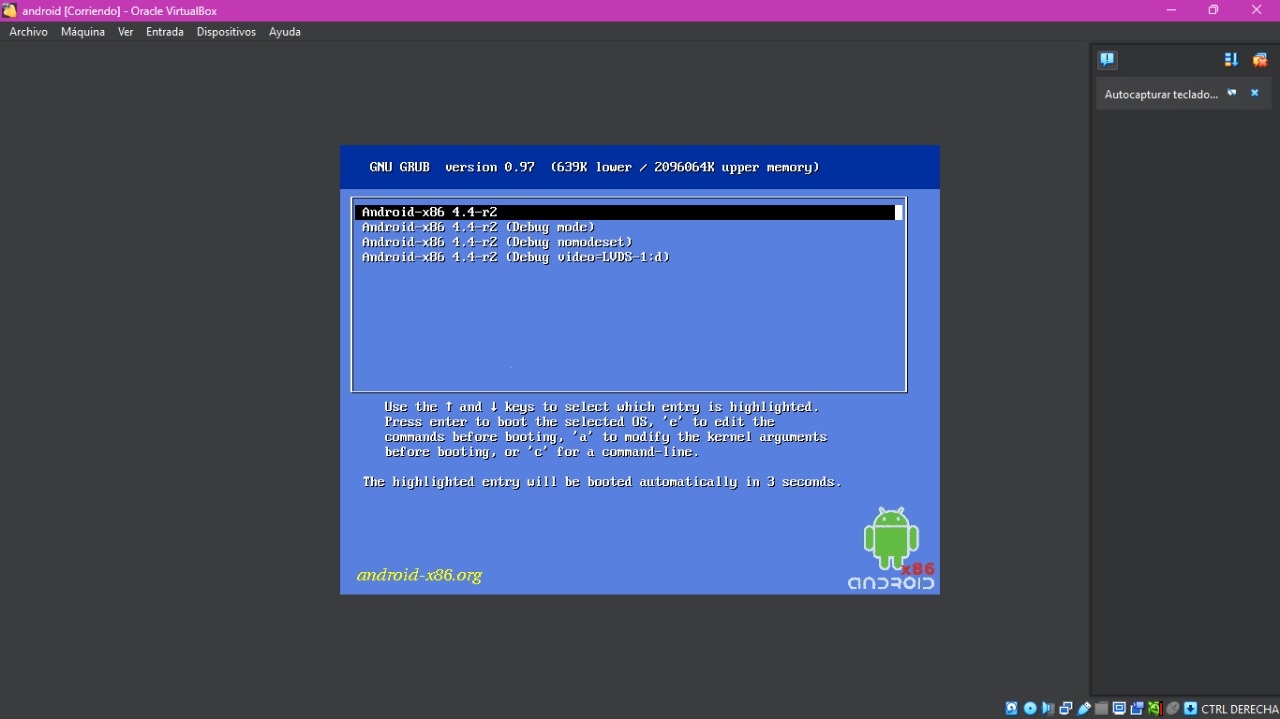 android [Corriendo] - Oracle VirtualBox
Archivo Máquina Ver Entrada Dispositivos Ayuda
Autocapturar teclado...
GNU GRUB version 0.97 (639K lower / 2096064K upper memory)
Android-x86 4.4-r2
Android-x86 4.4-r2 (Debug mode)
Android-x86 4.4-r2 (Debug nomodeset)
Android-x86 4.4-r2 (Debug video=LVDS-1:d)
Use the ↑ and ↓ keys to select which entry is highlighted.
Press enter to boot the selected OS, 'e' to edit the
commands before booting, 'a' to modify the kernel arguments
before booting, or 'c' for a command-line.
The highlighted entry will be booted automatically in 3 seconds.
android-x86.org
x86
ANDROID
CTRL DERECHA